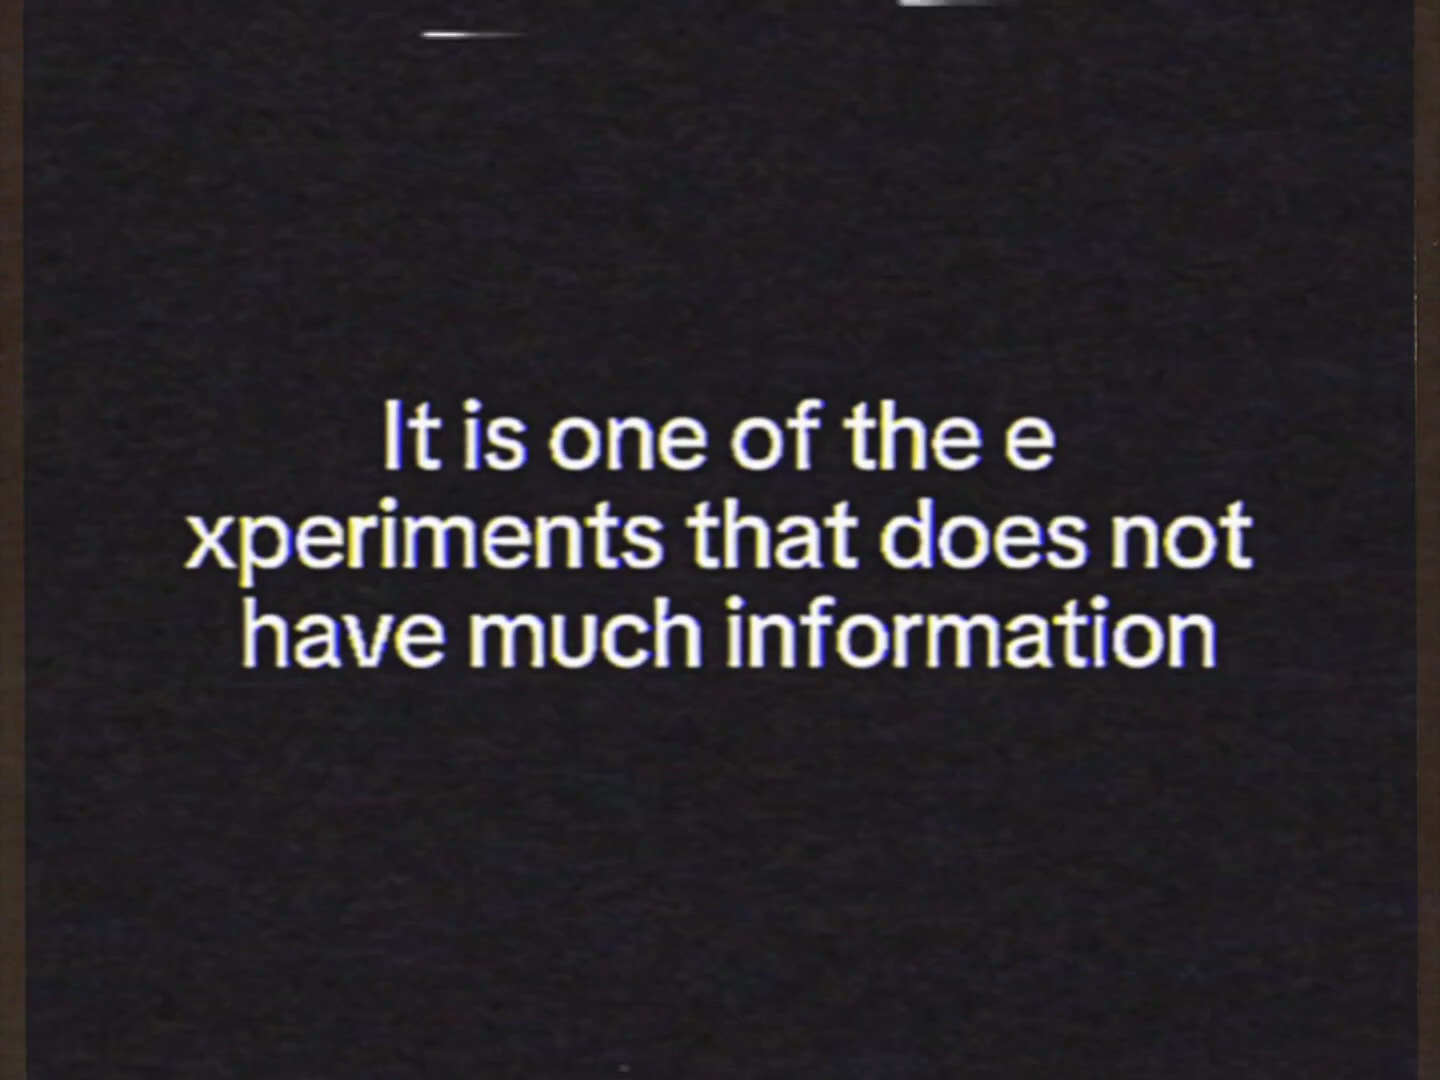 It is one of the e
xperiments that does not
have much information